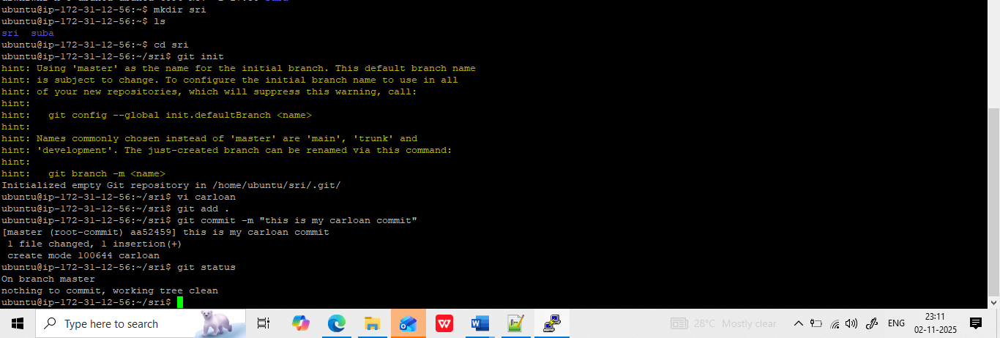 ubuntu@ip-172-31-12-56:~$ mkdir sri
ubuntu@ip-172-31-12-56:~$ ls
sri  suba
ubuntu@ip-172-31-12-56:~$ cd sri
ubuntu@ip-172-31-12-56:~/sri$ git init
hint: Using 'master' as the name for the initial branch. This default branch name
hint: is subject to change. To configure the initial branch name to use in all
hint: of your new repositories, which will suppress this warning, call:
hint:
hint:   git config --global init.defaultBranch <name>
hint:
hint: Names commonly chosen instead of 'master' are 'main', 'trunk' and
hint: 'development'. The just-created branch can be renamed via this command:
hint:
hint:   git branch -m <name>
Initialized empty Git repository in /home/ubuntu/sri/.git/
ubuntu@ip-172-31-12-56:~/sri$ vi carloan
ubuntu@ip-172-31-12-56:~/sri$ git add .
ubuntu@ip-172-31-12-56:~/sri$ git commit -m "this is my carloan commit"
[master (root-commit) aa52459] this is my carloan commit
 1 file changed, 1 insertion(+)
 create mode 100644 carloan
ubuntu@ip-172-31-12-56:~/sri$ git status
On branch master
nothing to commit, working tree clean
ubuntu@ip-172-31-12-56:~/sri$
Type here to search
28°C Mostly clear
ENG
23:11
02-11-2025